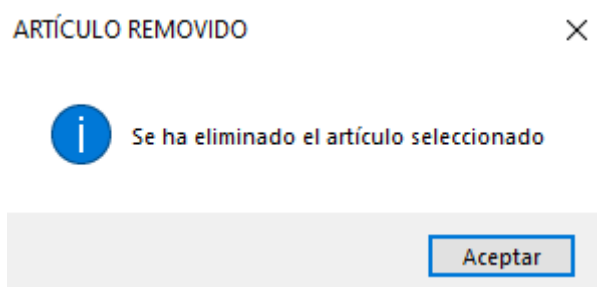 ARTÍCULO REMOVIDO
Se ha eliminado el artículo seleccionado
Aceptar